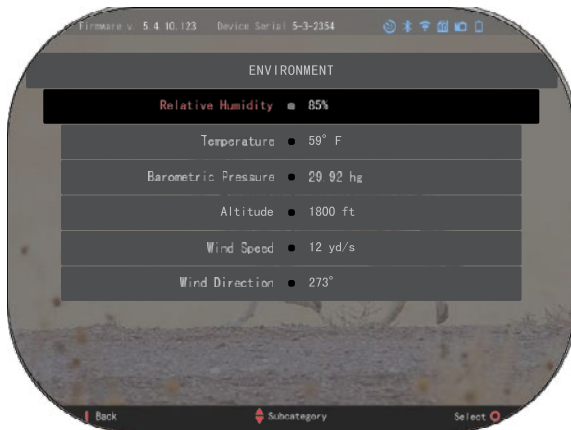 Firmware v. 5.4.10.123 Device Serial 5-3-2354
ENVIRONMENT
Relative Humidity 85%
Temperature 59° F
Barometric Pressure 29 92 hg
Altitude 1800 ft
Wind Speed 12 yd/s
Wind Direction 273°
Back Subcategory Select